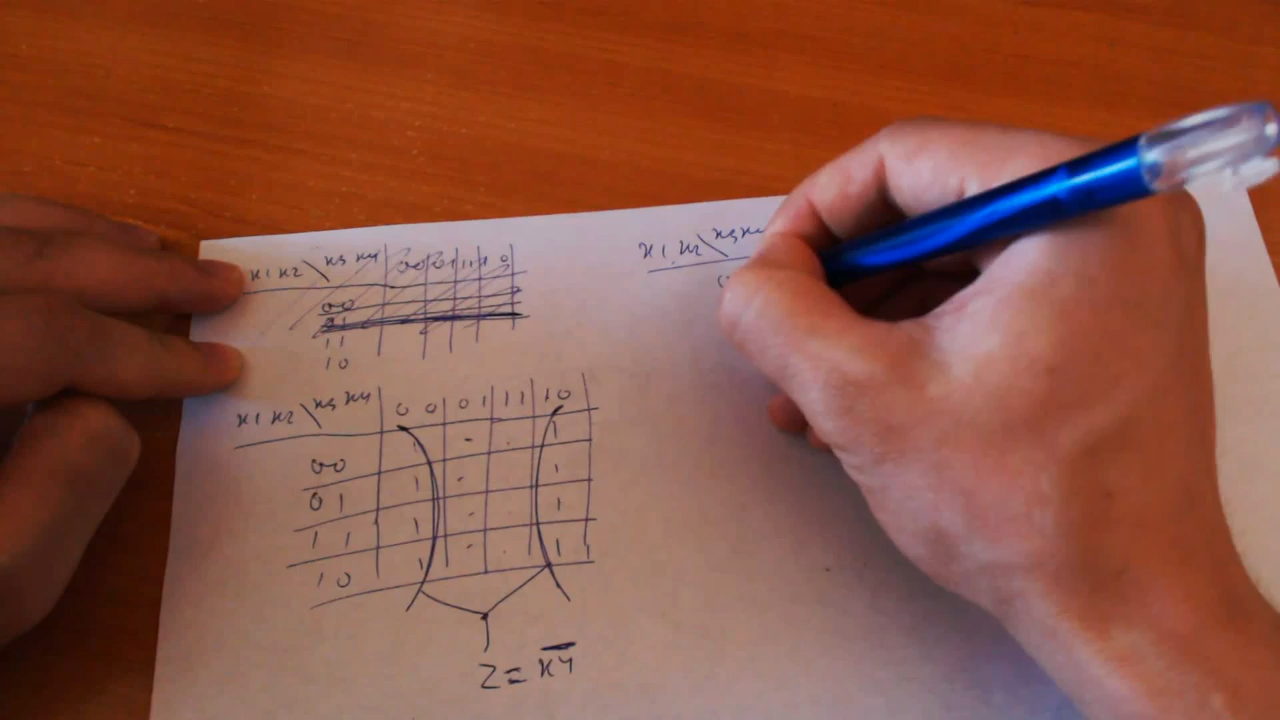 x1 x2 \ x3 x4 00 01 11 10
00
01
11
10
x1 x2 \ x3 x4 00 01 11 10
00 1 - . 1
01 1 - 1
11 1 - 1
10 1 - . 1
z = x̅4̅
x1 x2 \ x3 x4